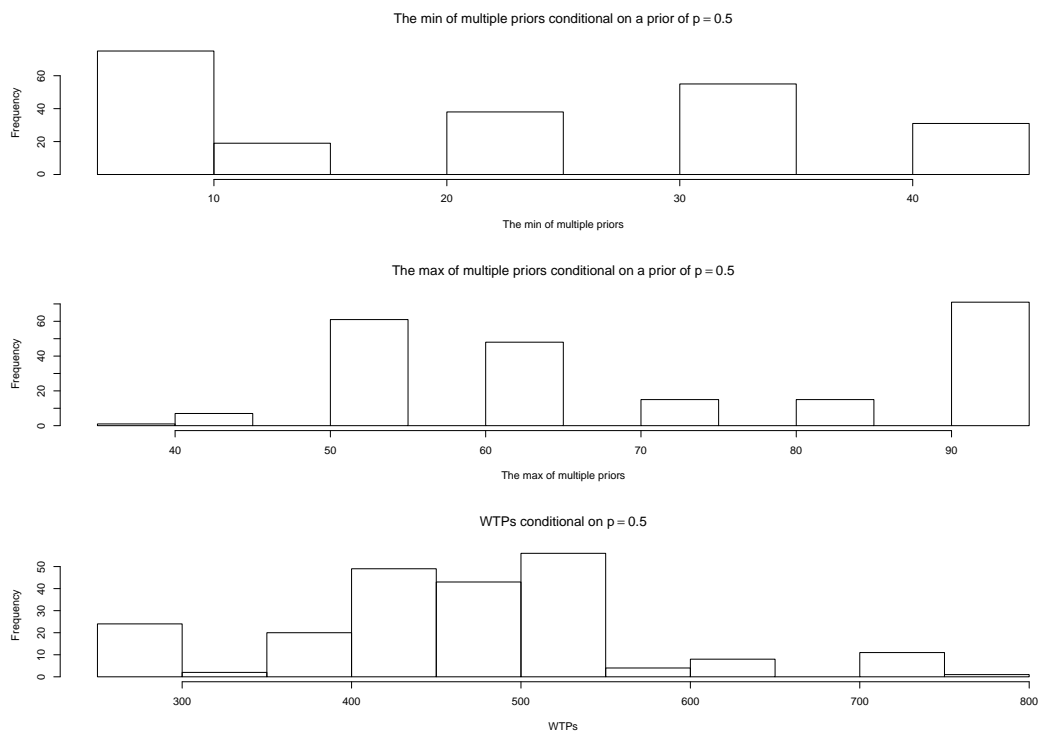 The min of multiple priors conditional on a prior of p = 0.5
Frequency
0 20 40 60
10 20 30 40
The min of multiple priors
The max of multiple priors conditional on a prior of p = 0.5
Frequency
0 20 40 60
40 50 60 70 80 90
The max of multiple priors
WTPs conditional on p = 0.5
Frequency
0 10 20 30 40 50
300 400 500 600 700 800
WTPs